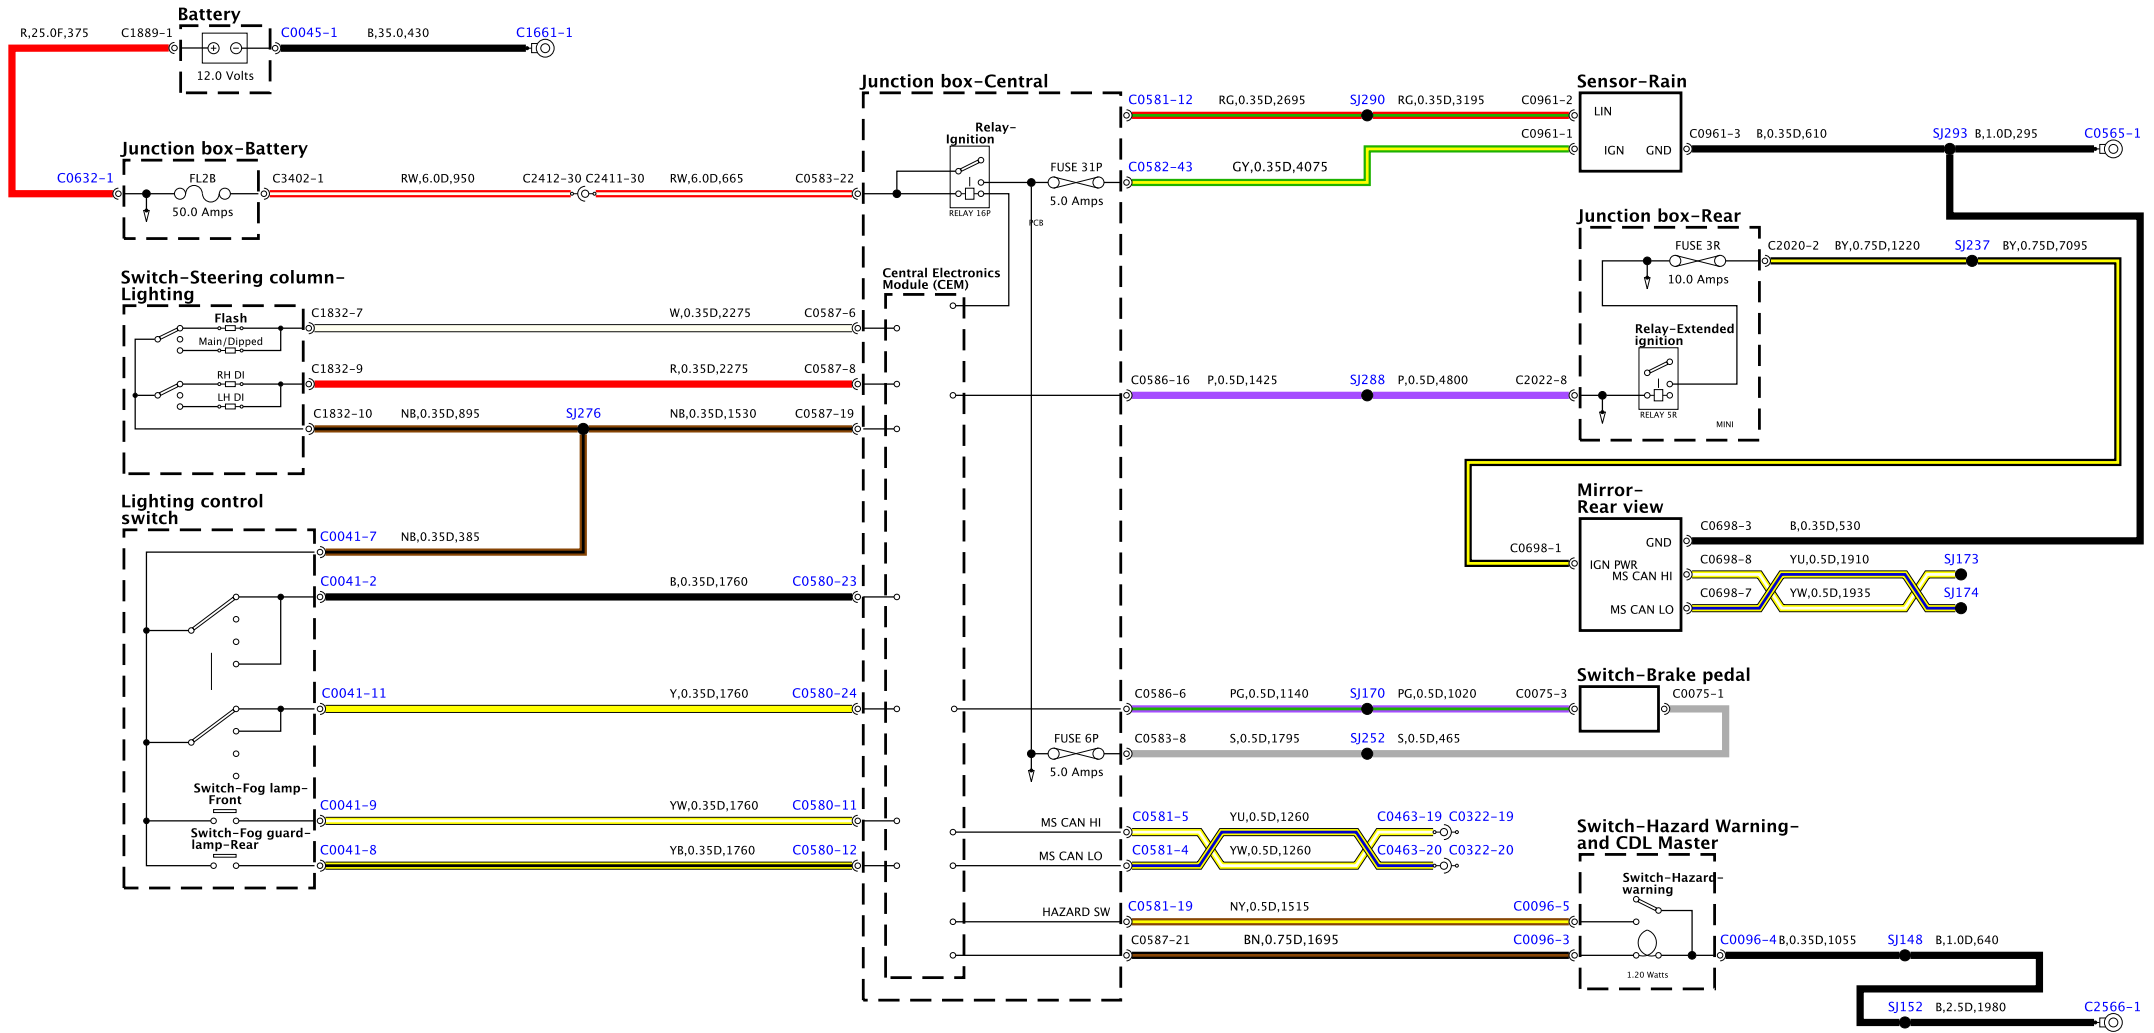 Battery
R,25.0F,375
C1889-1
C0045-1
B,35.0,430
C1661-1
12.0 Volts
Junction box-Battery
C0632-1
FL2B
50.0 Amps
C3402-1
RW,6.0D,950
C2412-30
C2411-30
RW,6.0D,665
C0583-22
Switch-Steering column-
Lighting
Flash
Main/Dipped
RH DI
LH DI
C1832-7
W,0.35D,2275
C0587-6
C1832-9
R,0.35D,2275
C0587-8
C1832-10
NB,0.35D,895
SJ276
NB,0.35D,1530
C0587-19
Lighting control
switch
C0041-7
NB,0.35D,385
C0041-2
B,0.35D,1760
C0580-23
C0041-11
Y,0.35D,1760
C0580-24
Switch-Fog lamp-
Front
C0041-9
YW,0.35D,1760
C0580-11
Switch-Fog guard-
lamp-Rear
C0041-8
YB,0.35D,1760
C0580-12
Junction box-Central
Relay-
Ignition
RELAY 16P
FUSE 31P
5.0 Amps
PCB
Central Electronics
Module (CEM)
FUSE 6P
5.0 Amps
MS CAN HI
MS CAN LO
HAZARD SW
C0581-12
RG,0.35D,2695
SJ290
RG,0.35D,3195
C0961-2
C0582-43
GY,0.35D,4075
C0961-1
Sensor-Rain
LIN
IGN
GND
C0961-3
B,0.35D,610
SJ293
B,1.0D,295
C0565-1
Junction box-Rear
FUSE 3R
10.0 Amps
C2020-2
BY,0.75D,1220
SJ237
BY,0.75D,7095
Relay-Extended
ignition
RELAY 5R
MINI
C0586-16
P,0.5D,1425
SJ288
P,0.5D,4800
C2022-8
Mirror-
Rear view
C0698-1
GND
IGN PWR
MS CAN HI
MS CAN LO
C0698-3
B,0.35D,530
C0698-8
YU,0.5D,1910
SJ173
C0698-7
YW,0.5D,1935
SJ174
Switch-Brake pedal
C0586-6
PG,0.5D,1140
SJ170
PG,0.5D,1020
C0075-3
C0075-1
C0583-8
S,0.5D,1795
SJ252
S,0.5D,465
C0581-5
YU,0.5D,1260
C0463-19
C0322-19
C0581-4
YW,0.5D,1260
C0463-20
C0322-20
Switch-Hazard Warning-
and CDL Master
Switch-Hazard-
warning
1.20 Watts
C0581-19
NY,0.5D,1515
C0096-5
C0587-21
BN,0.75D,1695
C0096-3
C0096-4
B,0.35D,1055
SJ148
B,1.0D,640
SJ152
B,2.5D,1980
C2566-1